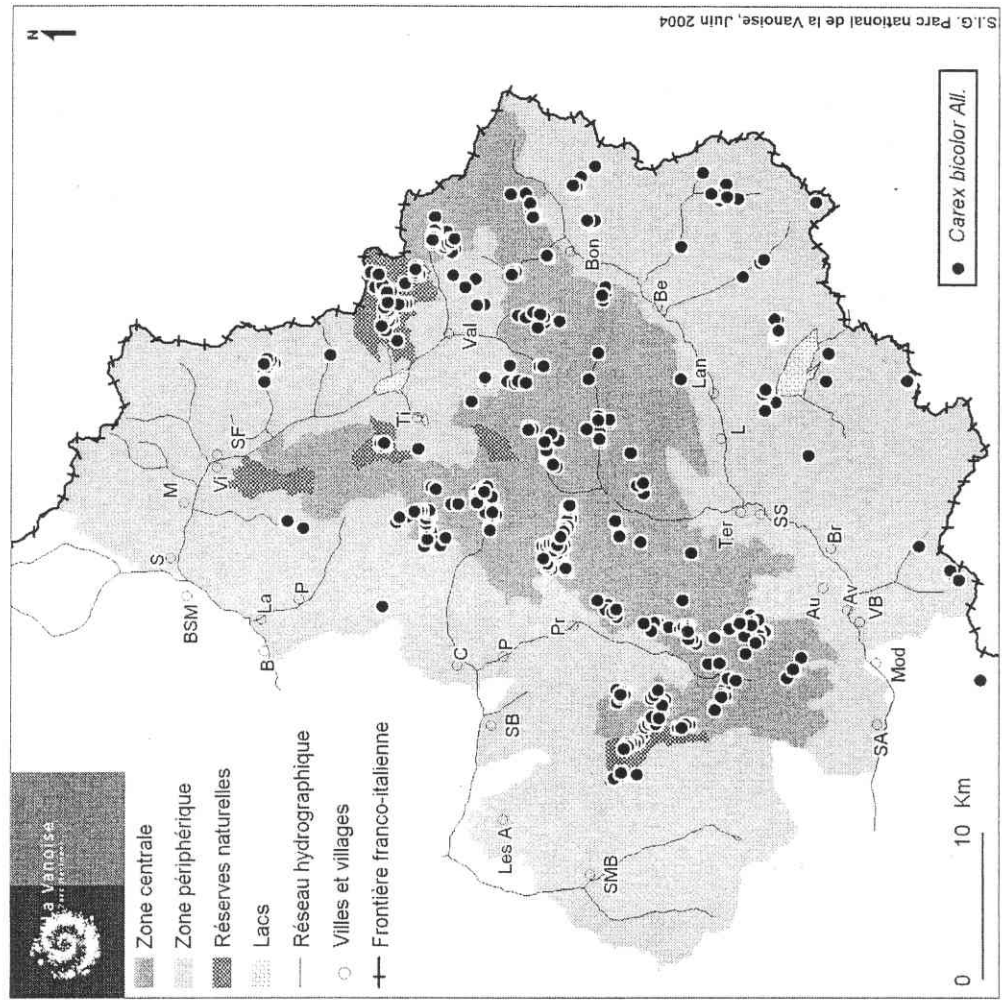 la Vanoise
Zone centrale
Zone périphérique
Réserves naturelles
Lacs
Réseau hydrographique
Villes et villages
Frontière franco-italienne
N
S
M
Vi
SF
BSM
La
B
P
Ti
Val
C
P
Pr
SB
Les A
SMB
Bon
Be
Lan
L
Ter
SS
Br
Au
Av
VB
Mod
SA
0 10 Km
Carex bicolor All.
S.I.G. Parc national de la Vanoise, Juin 2004